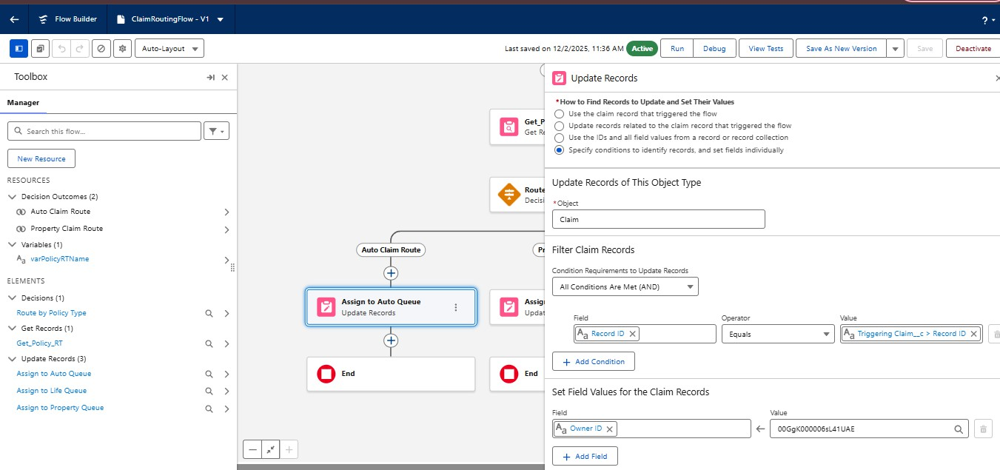 Flow Builder
ClaimRoutingFlow - V1
?
Auto-Layout
Last saved on 12/2/2025, 11:36 AM
Active
Run
Debug
View Tests
Save As New Version
Save
Deactivate
Toolbox
Manager
Search this flow...
New Resource
RESOURCES
Decision Outcomes (2)
Auto Claim Route
Property Claim Route
Variables (1)
Aa varPolicyRTName
ELEMENTS
Decisions (1)
Route by Policy Type
Get Records (1)
Get_Policy_RT
Update Records (3)
Assign to Auto Queue
Assign to Life Queue
Assign to Property Queue
Get_P
Get Re
Route
Decisi
Auto Claim Route
Pr
Assign to Auto Queue
Update Records
Assign
Updat
End
End
Update Records
*How to Find Records to Update and Set Their Values
Use the claim record that triggered the flow
Update records related to the claim record that triggered the flow
Use the IDs and all field values from a record or record collection
Specify conditions to identify records, and set fields individually
Update Records of This Object Type
*Object
Claim
Filter Claim Records
Condition Requirements to Update Records
All Conditions Are Met (AND)
Field
Operator
Value
Aa Record ID
Equals
Aa Triggering Claim__c > Record ID
Add Condition
Set Field Values for the Claim Records
Field
Value
Aa Owner ID
00GgK000006sL41UAE
Add Field